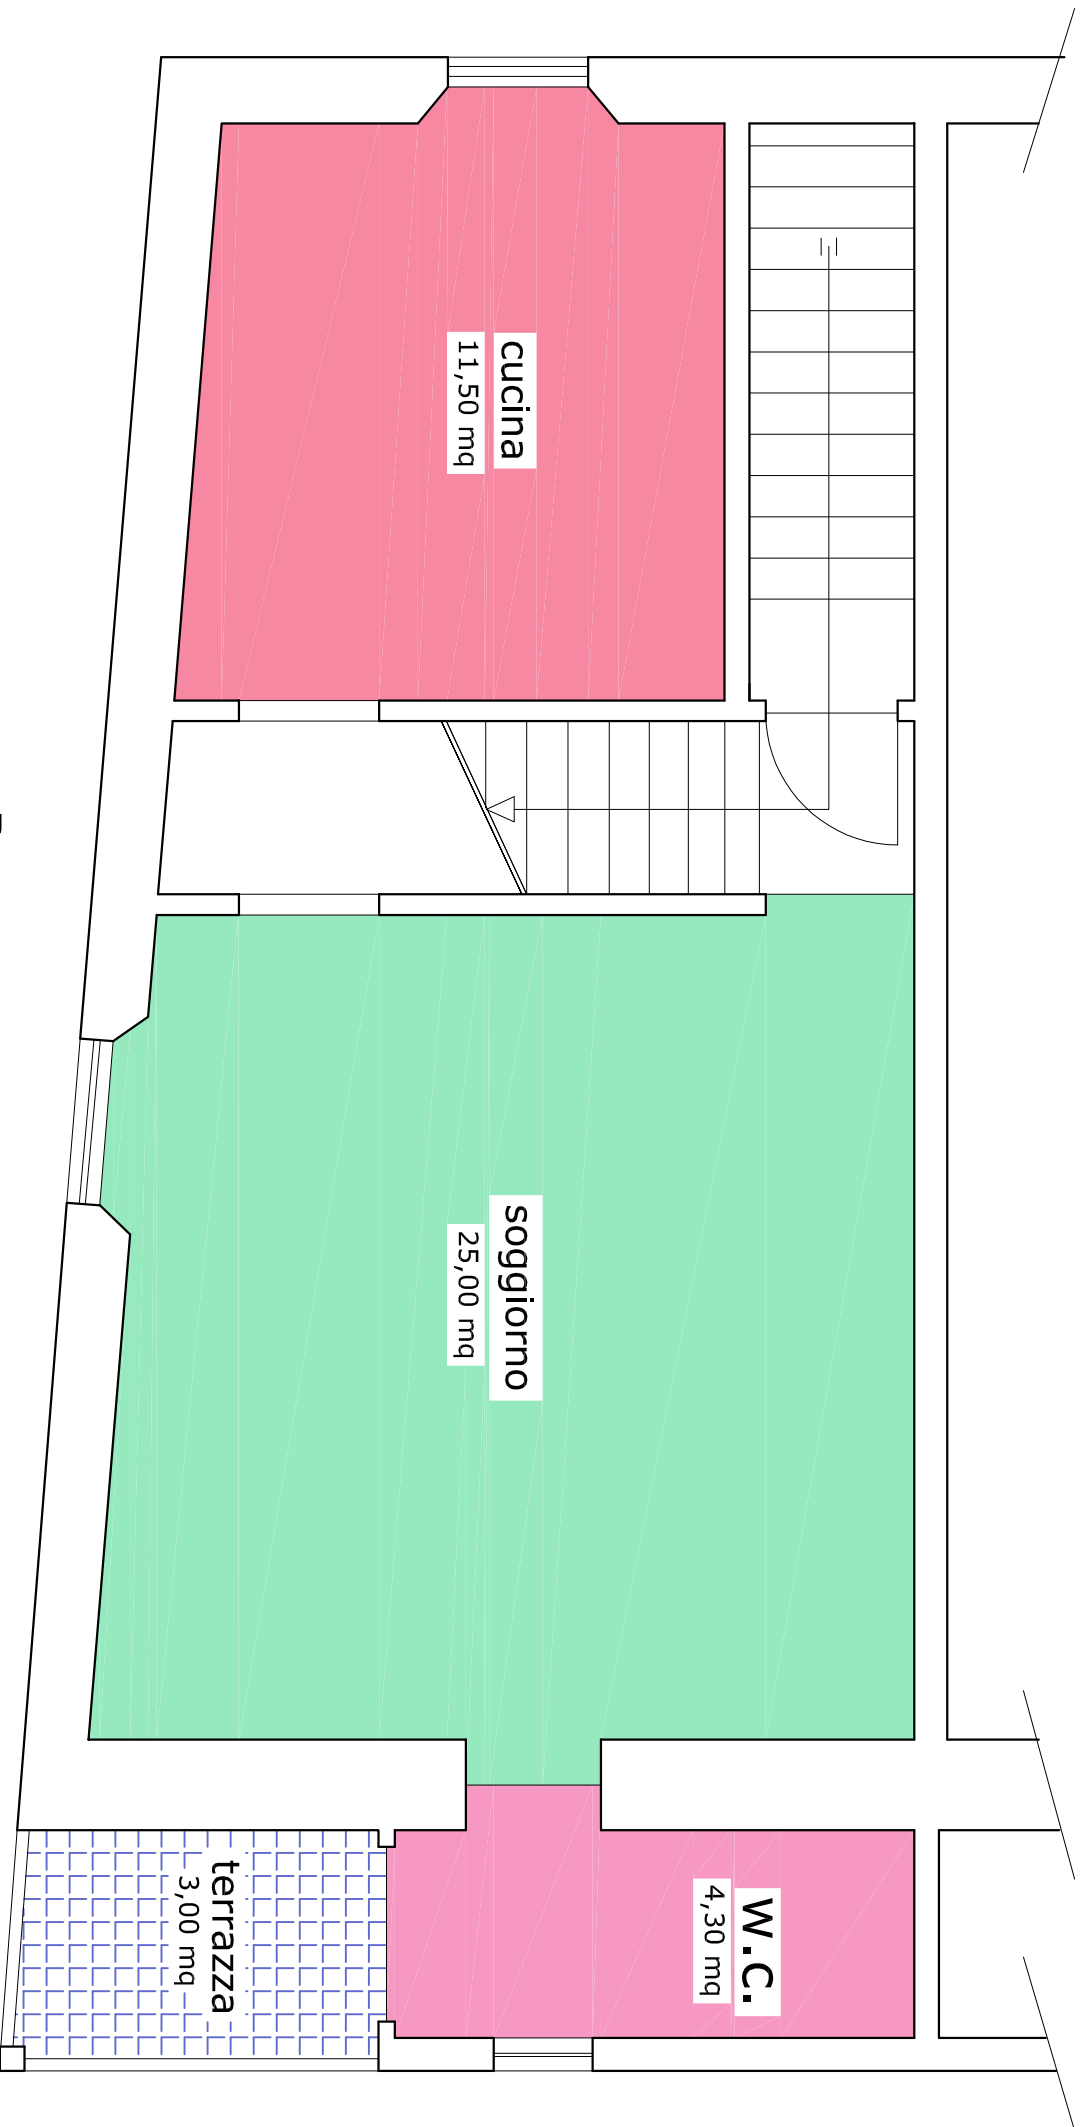 cucina
11,50 mq
soggiorno
25,00 mq
W.C.
4,30 mq
terrazza
3,00 mq